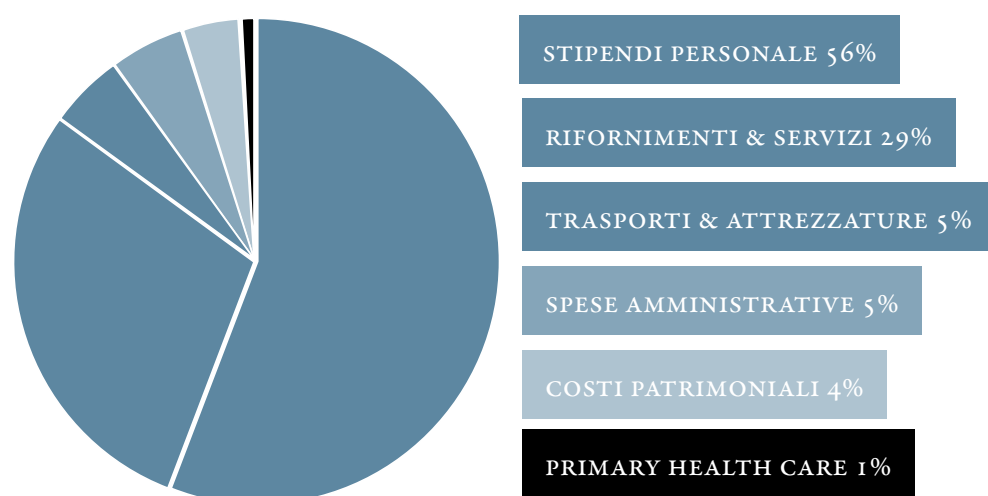 STIPENDI PERSONALE 56%
RIFORNIMENTI & SERVIZI 29%
TRASPORTI & ATTREZZATURE 5%
SPESE AMMINISTRATIVE 5%
COSTI PATRIMONIALI 4%
PRIMARY HEALTH CARE 1%